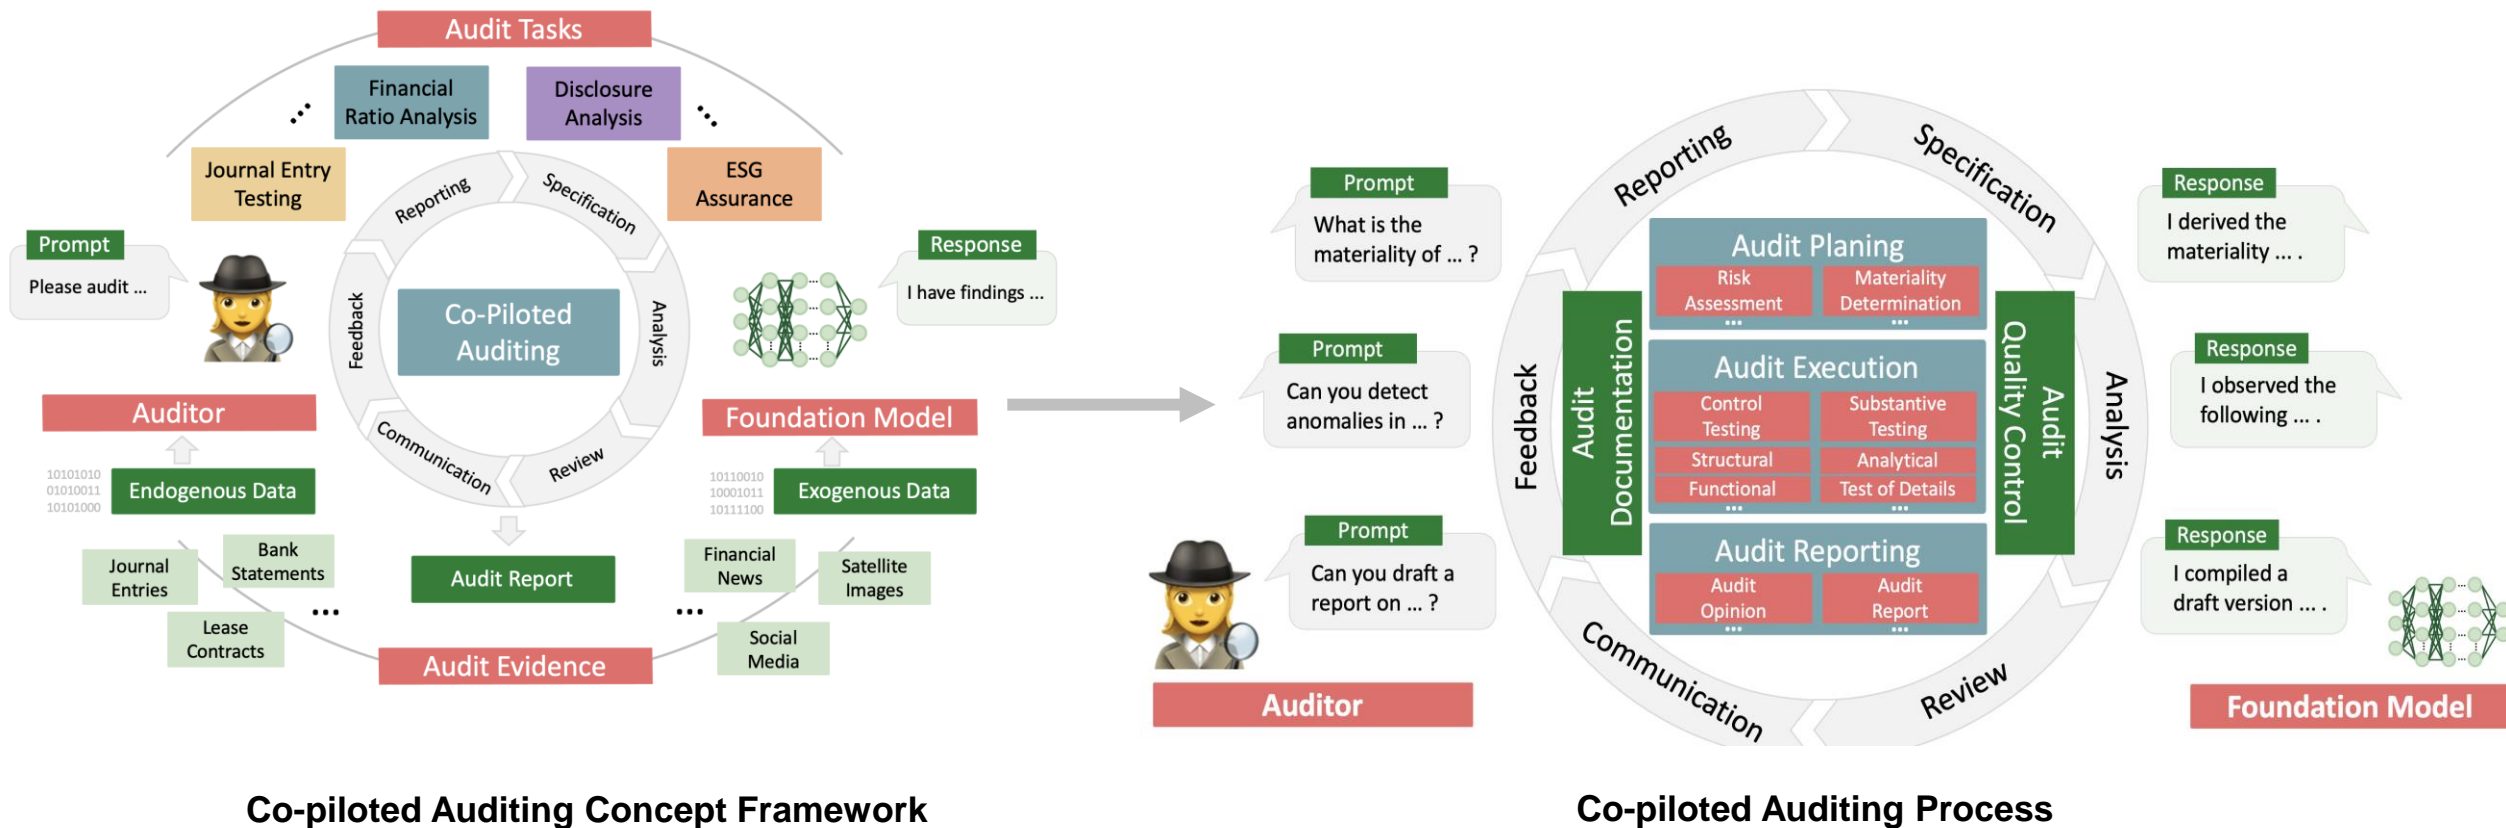 Audit Tasks
Financial
Ratio Analysis
Disclosure
Analysis
Journal Entry
Testing
ESG
Assurance
Reporting
Specification
Analysis
Review
Communication
Feedback
Co-Piloted
Auditing
Prompt
Please audit ...
Response
I have findings ...
Auditor
Foundation Model
10101010
01010011
10101000
Endogenous Data
10110010
10001011
10111100
Exogenous Data
Journal
Entries
Bank
Statements
Lease
Contracts
...
Audit Report
Financial
News
Satellite
Images
Social
Media
...
Audit Evidence
Co-piloted Auditing Concept Framework
Reporting
Specification
Analysis
Review
Communication
Feedback
Prompt
What is the
materiality of ... ?
Prompt
Can you detect
anomalies in ... ?
Prompt
Can you draft a
report on ... ?
Auditor
Audit
Documentation
Audit Planing
Risk
Assessment
...
Materiality
Determination
...
Audit Execution
Control
Testing
Substantive
Testing
Structural
Analytical
Functional
Test of Details
...
...
Audit Reporting
Audit
Opinion
...
Audit
Report
...
Audit
Quality Control
Response
I derived the
materiality ... .
Response
I observed the
following ... .
Response
I compiled a
draft version ... .
Foundation Model
Co-piloted Auditing Process